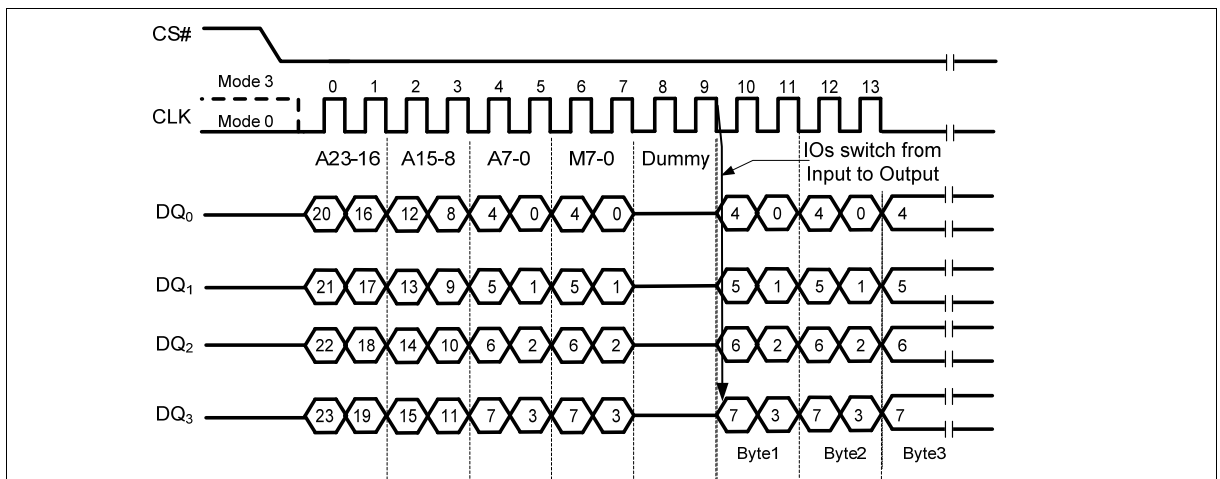 CS#
Mode 3
0 1 2 3 4 5 6 7 8 9 10 11 12 13
CLK
Mode 0
A23-16 A15-8 A7-0 M7-0 Dummy IOs switch from
Input to Output
DQ0 20 16 12 8 4 0 4 0 4 0 4 0 4
DQ1 21 17 13 9 5 1 5 1 5 1 5 1 5
DQ2 22 18 14 10 6 2 6 2 6 2 6 2 6
DQ3 23 19 15 11 7 3 7 3 7 3 7 3 7
Byte1 Byte2 Byte3